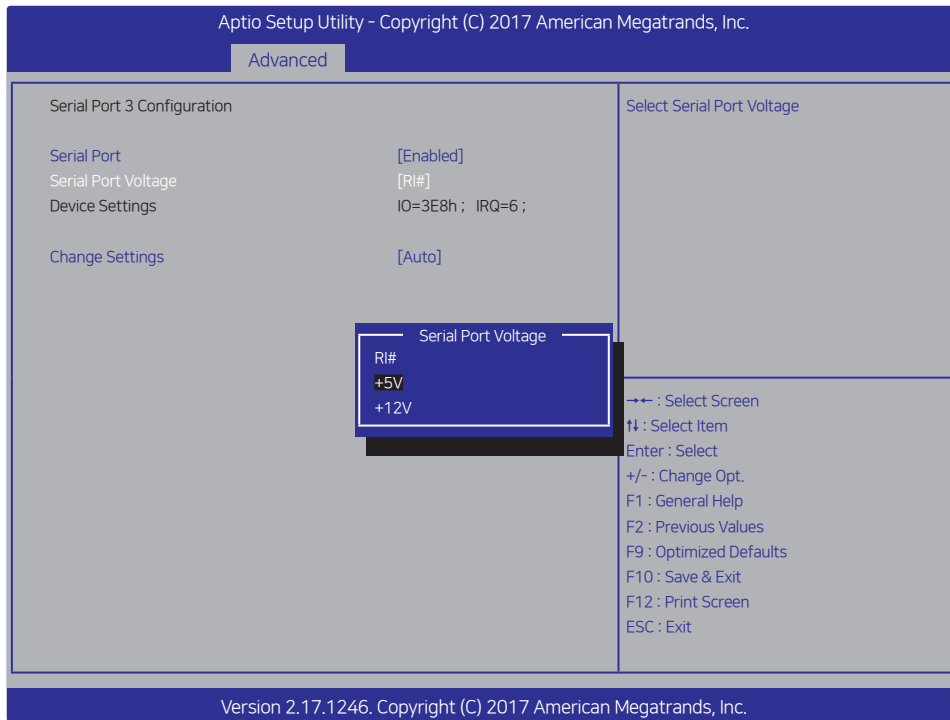 Aptio Setup Utility - Copyright (C) 2017 American Megatrands, Inc.
Advanced
Serial Port 3 Configuration
Serial Port [Enabled]
Serial Port Voltage [RI#]
Device Settings IO=3E8h ; IRQ=6 ;
Change Settings [Auto]
Serial Port Voltage
RI#
+5V
+12V
Select Serial Port Voltage
→← : Select Screen
↑↓ : Select Item
Enter : Select
+/- : Change Opt.
F1 : General Help
F2 : Previous Values
F9 : Optimized Defaults
F10 : Save & Exit
F12 : Print Screen
ESC : Exit
Version 2.17.1246. Copyright (C) 2017 American Megatrands, Inc.